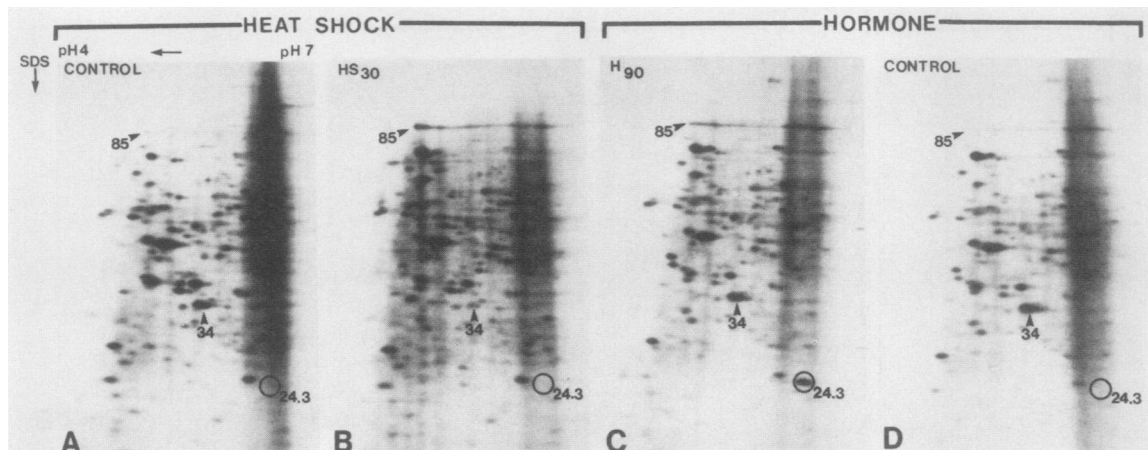 HEAT SHOCK
HORMONE
SDS
pH4
pH 7
CONTROL
85
34
24.3
A
HS30
85
34
24.3
B
H90
85
34
24.3
C
CONTROL
85
34
24.3
D